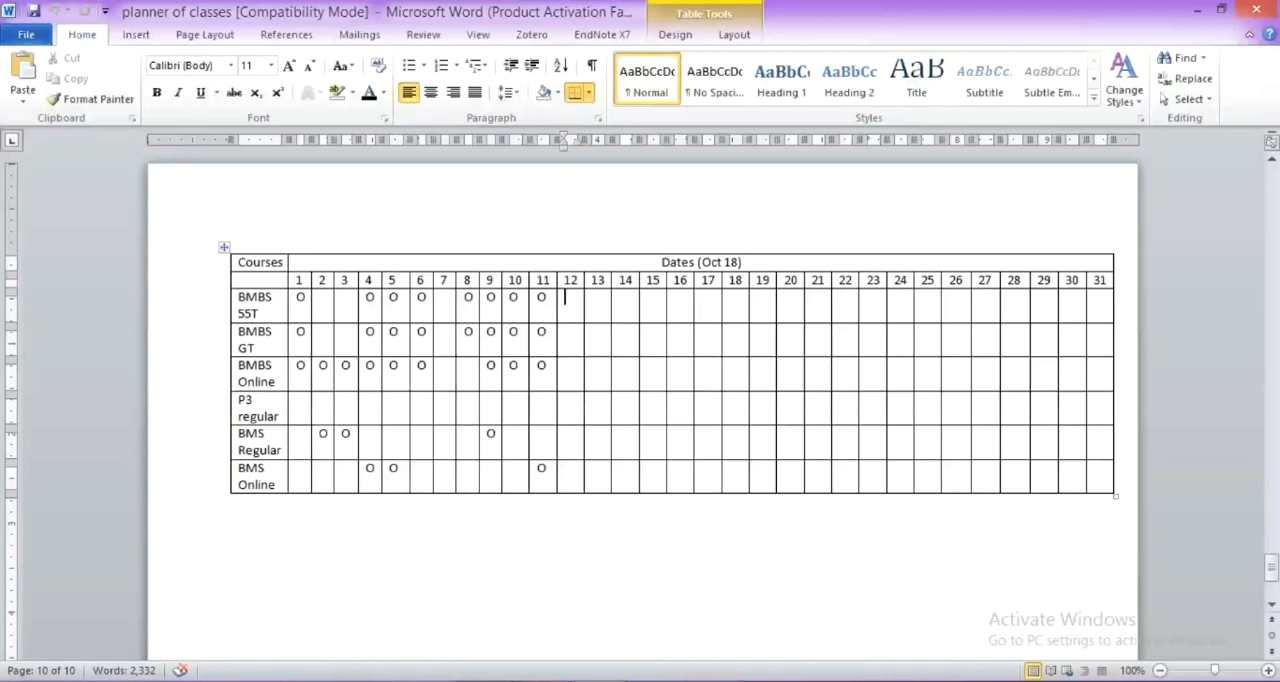 planner of classes [Compatibility Mode] - Microsoft Word (Product Activation Fa...
Table Tools
File Home Insert Page Layout References Mailings Review View Zotero EndNote X7 Design Layout
Paste
Cut
Copy
Format Painter
Clipboard
Calibri (Body) 11
Font
Paragraph
AaBbCcDc AaBbCcDc AaBbC( AaBbCc AaB AaBbCc. AaBbCcDc
¶ Normal ¶ No Spaci... Heading 1 Heading 2 Title Subtitle Subtle Em...
Change
Styles
Styles
Find
Replace
Select
Editing
Courses Dates (Oct 18)
1 2 3 4 5 6 7 8 9 10 11 12 13 14 15 16 17 18 19 20 21 22 23 24 25 26 27 28 29 30 31
BMBS O O O O O O O O
SST
BMBS O O O O O O O O
GT
BMBS O O O O O O O O O
Online
P3
regular
BMS O O O
Regular
BMS O O O
Online
Activate Windows
Go to PC settings to
Page: 10 of 10 Words: 2,332 100%